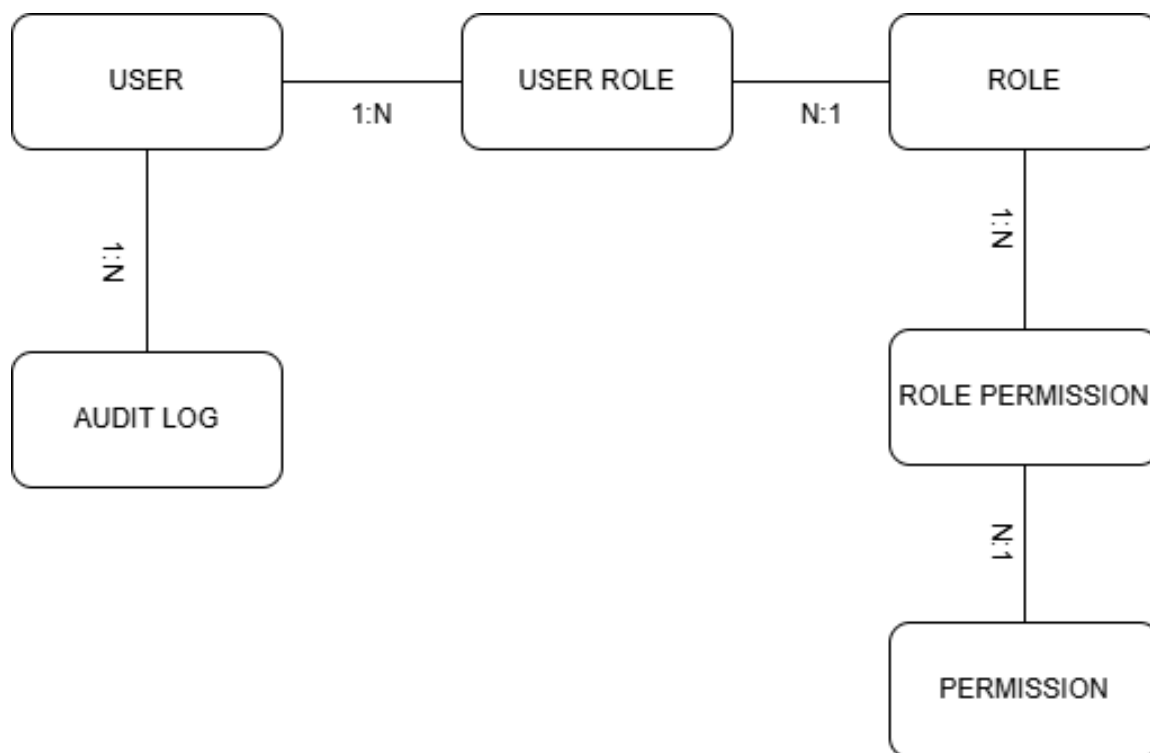 USER
USER ROLE
ROLE
1:N
N:1
1:N
1:N
AUDIT LOG
ROLE PERMISSION
N:1
PERMISSION